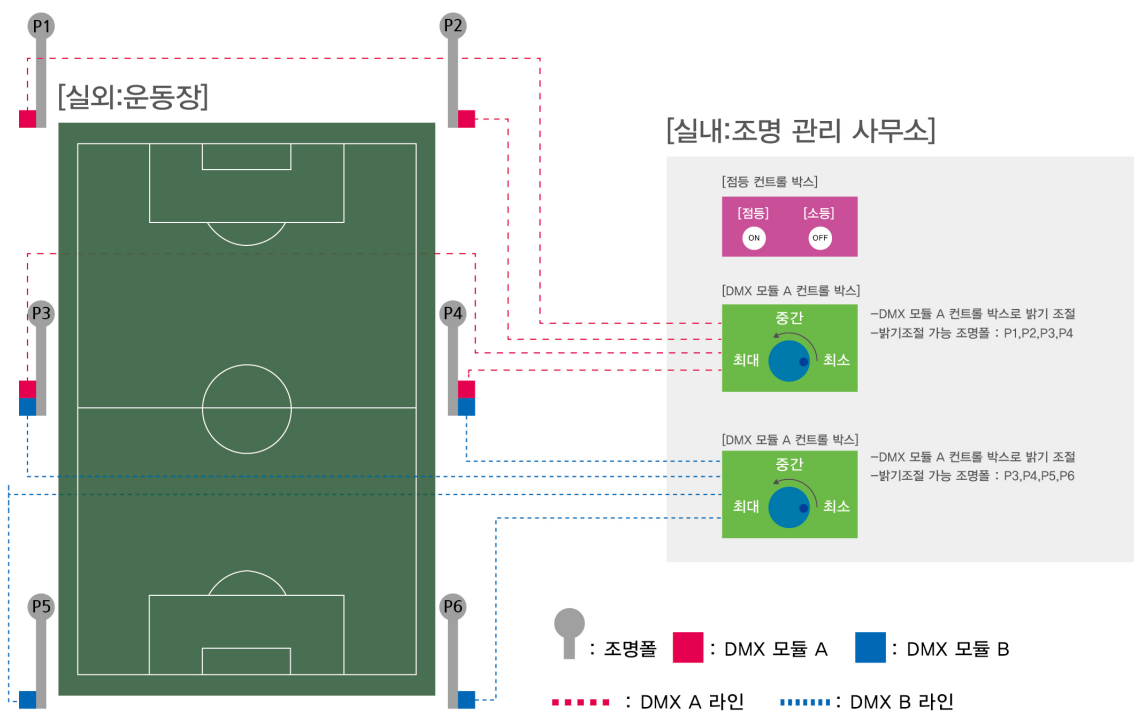 P1
P2
[실외:운동장]
P3
P4
P5
P6
[실내:조명 관리 사무소]
[점등 컨트롤 박스]
[점등] [소등]
ON OFF
[DMX 모듈 A 컨트롤 박스]
중간
최대 최소
–DMX 모듈 A 컨트롤 박스로 밝기 조절
–밝기조절 가능 조명폴 : P1,P2,P3,P4
[DMX 모듈 A 컨트롤 박스]
중간
최대 최소
–DMX 모듈 A 컨트롤 박스로 밝기 조절
–밝기조절 가능 조명폴 : P3,P4,P5,P6
: 조명폴 : DMX 모듈 A : DMX 모듈 B
: DMX A 라인 : DMX B 라인